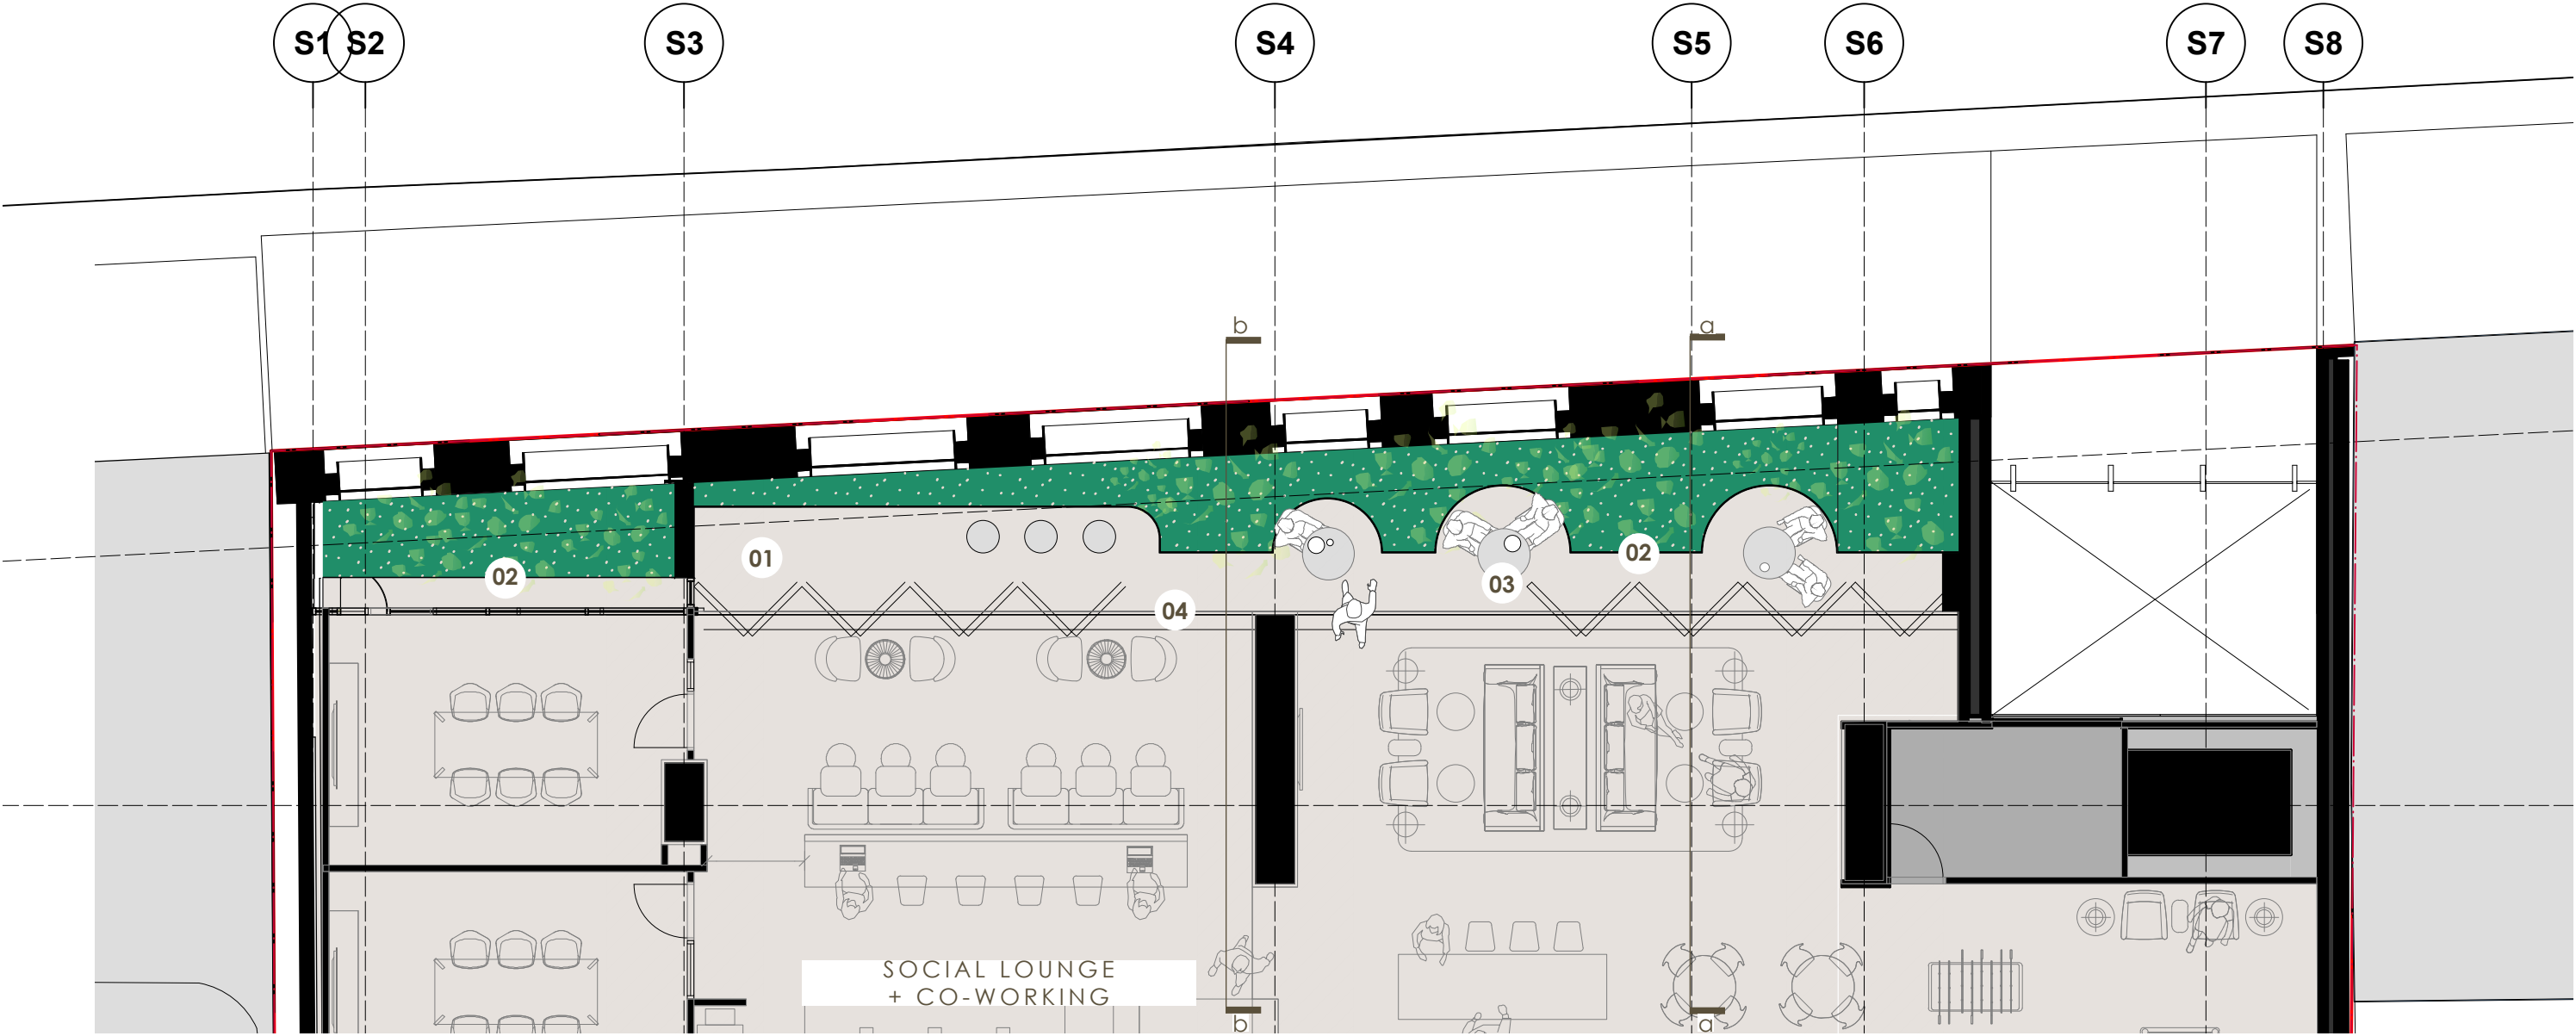 S1
S2
S3
S4
S5
S6
S7
S8
b
a
01
02
02
03
04
SOCIAL LOUNGE
+ CO-WORKING
b
a